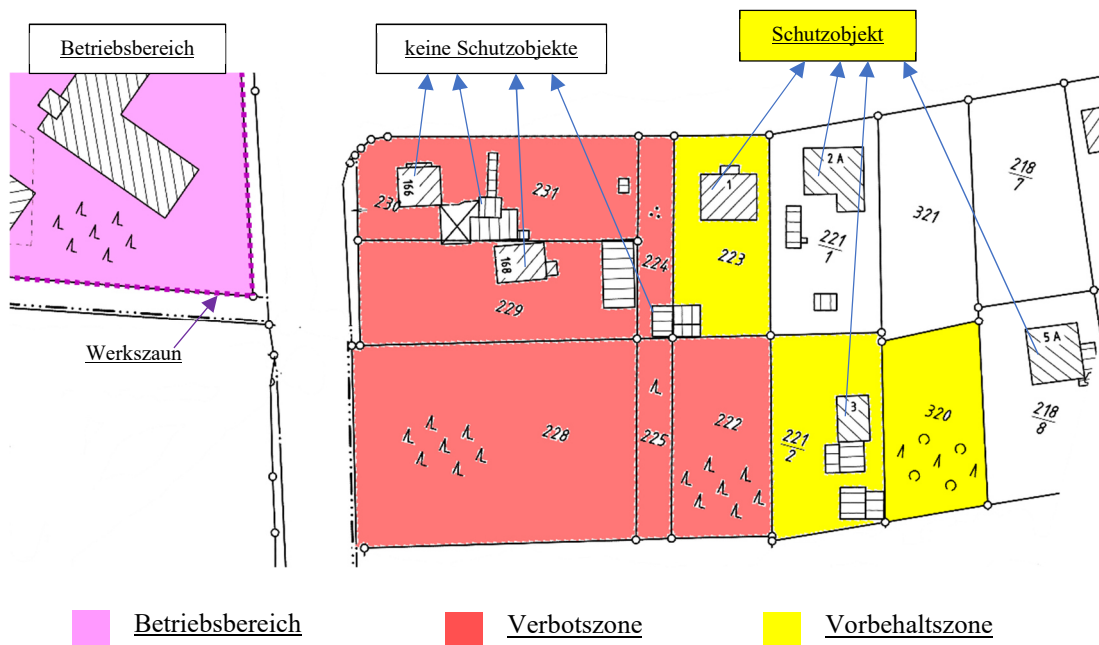 Betriebsbereich
keine Schutzobjekte
Schutzobjekt
2 A
1
166
230
231
218
7
321
221
1
223
224
168
229
Werkszaun
5 A
3
320
218
8
222
221
2
228
225
Betriebsbereich
Verbotszone
Vorbehaltszone